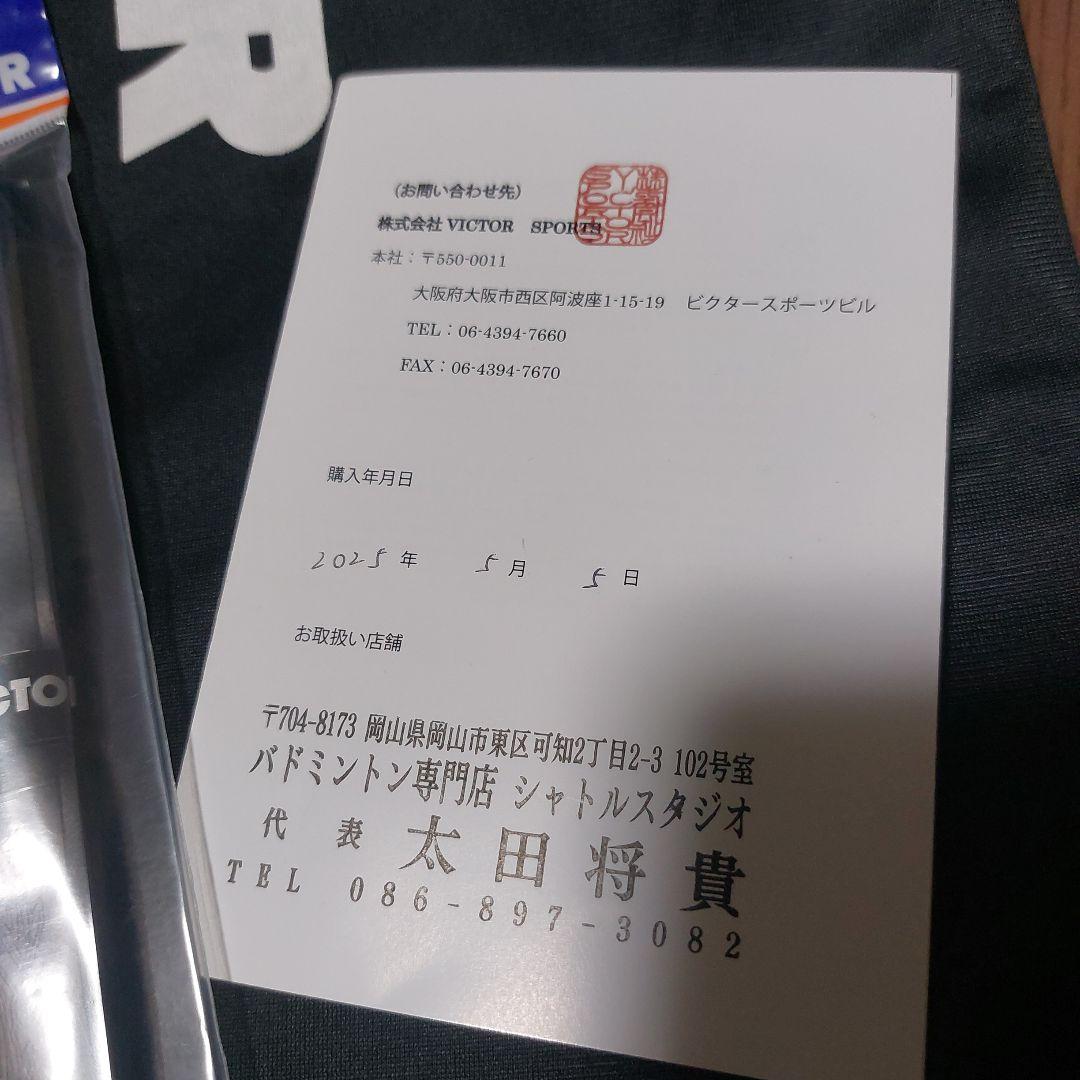 R
R
(お問い合わせ先)
株式会社 VICTOR SPORTS
本社：〒550-0011
大阪府大阪市西区阿波座1-15-19 ビクタースポーツビル
TEL：06-4394-7660
FAX：06-4394-7670
購入年月日
2025 年 5 月 5 日
お取扱い店舗
〒704-8173 岡山県岡山市東区可知2丁目2-3 102号室
バドミントン専門店 シャトルスタジオ
代 表 太 田 将 貴
TEL 086-897-3082
CTO